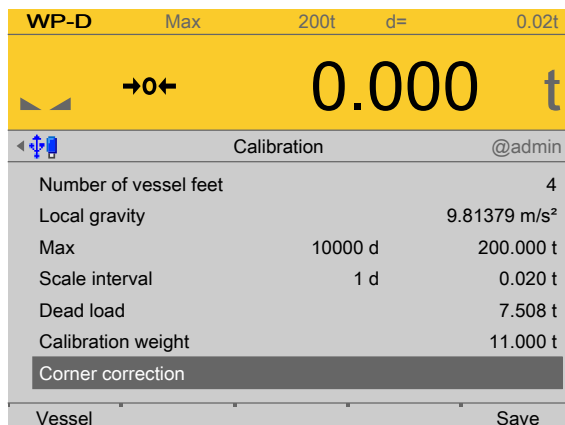 WP-D Max 200t d= 0.02t
→0← 0.000 t
Calibration @admin
Number of vessel feet 4
Local gravity 9.81379 m/s²
Max 10000 d 200.000 t
Scale interval 1 d 0.020 t
Dead load 7.508 t
Calibration weight 11.000 t
Corner correction
Vessel Save